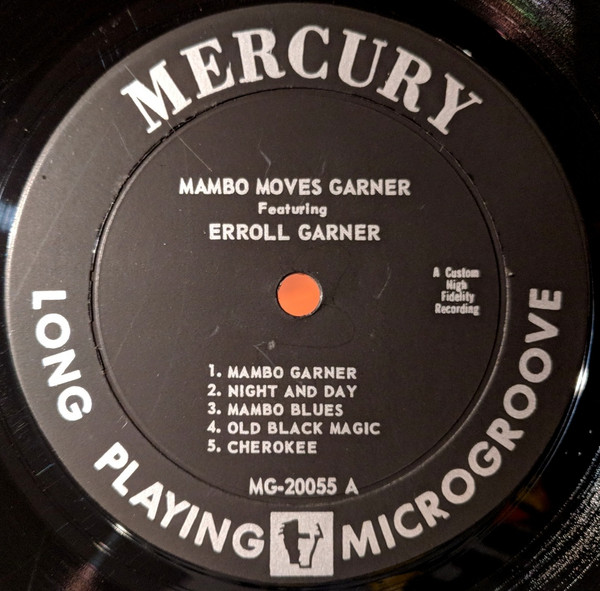 MERCURY
MAMBO MOVES GARNER
Featuring
ERROLL GARNER
A Custom
High
Fidelity
Recording
1. MAMBO GARNER
2. NIGHT AND DAY
3. MAMBO BLUES
4. OLD BLACK MAGIC
5. CHEROKEE
MG-20055 A
LONG PLAYING MICROGROOVE